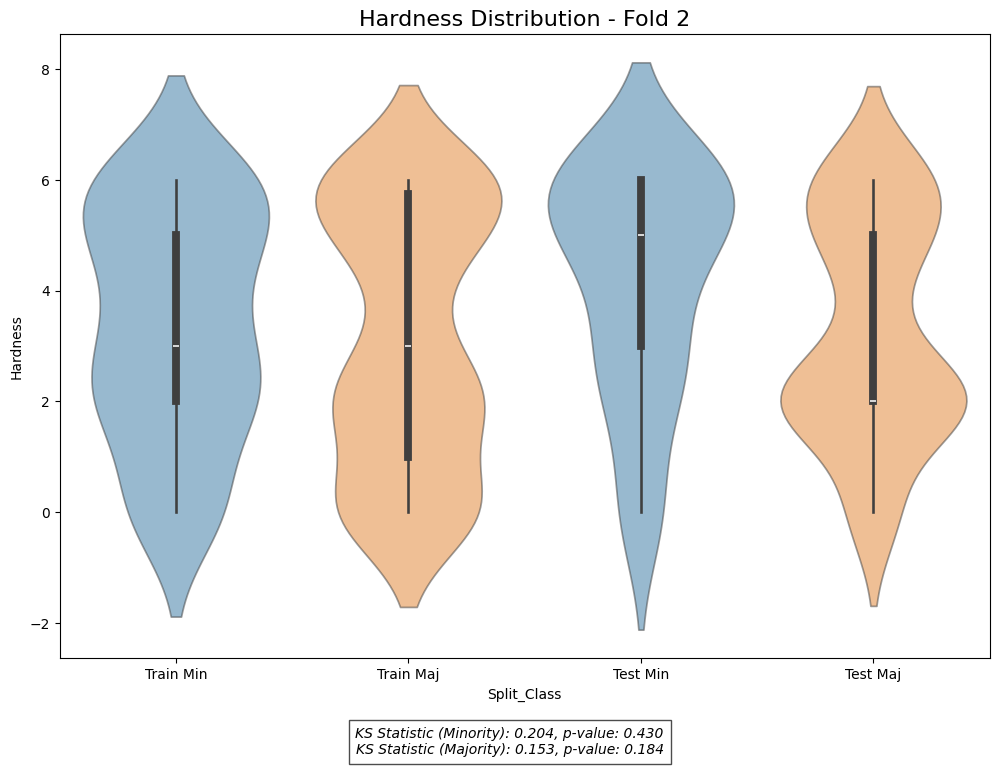 Hardness Distribution - Fold 2
Hardness
8
6
4
2
0
−2
Train Min
Train Maj
Test Min
Test Maj
Split_Class
KS Statistic (Minority): 0.204, p-value: 0.430
KS Statistic (Majority): 0.153, p-value: 0.184